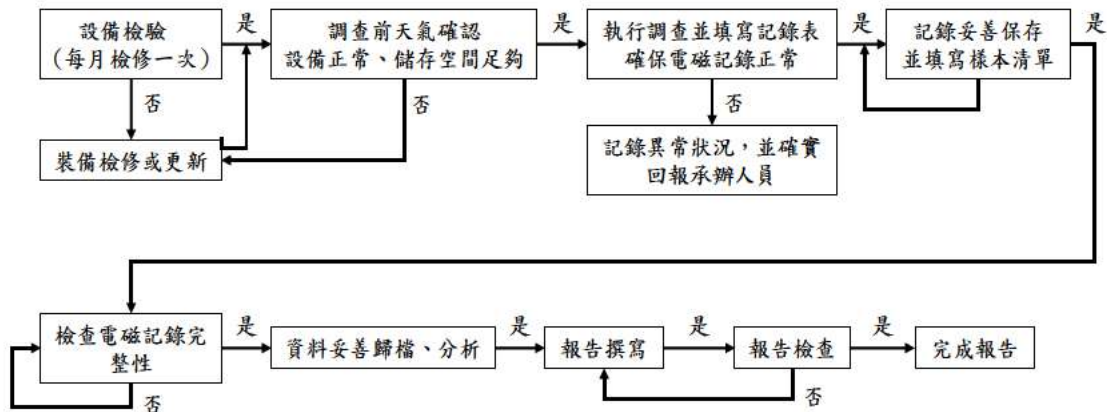 設備檢驗
(每月檢修一次)
是
否
裝備檢修或更新
調查前天氣確認
設備正常、儲存空間足夠
是
否
執行調查並填寫記錄表
確保電磁記錄正常
是
否
記錄異常狀況,並確實
回報承辦人員
記錄妥善保存
並填寫樣本清單
是
檢查電磁記錄完
整性
是
否
資料妥善歸檔、分析
是
報告撰寫
是
報告檢查
是
否
完成報告